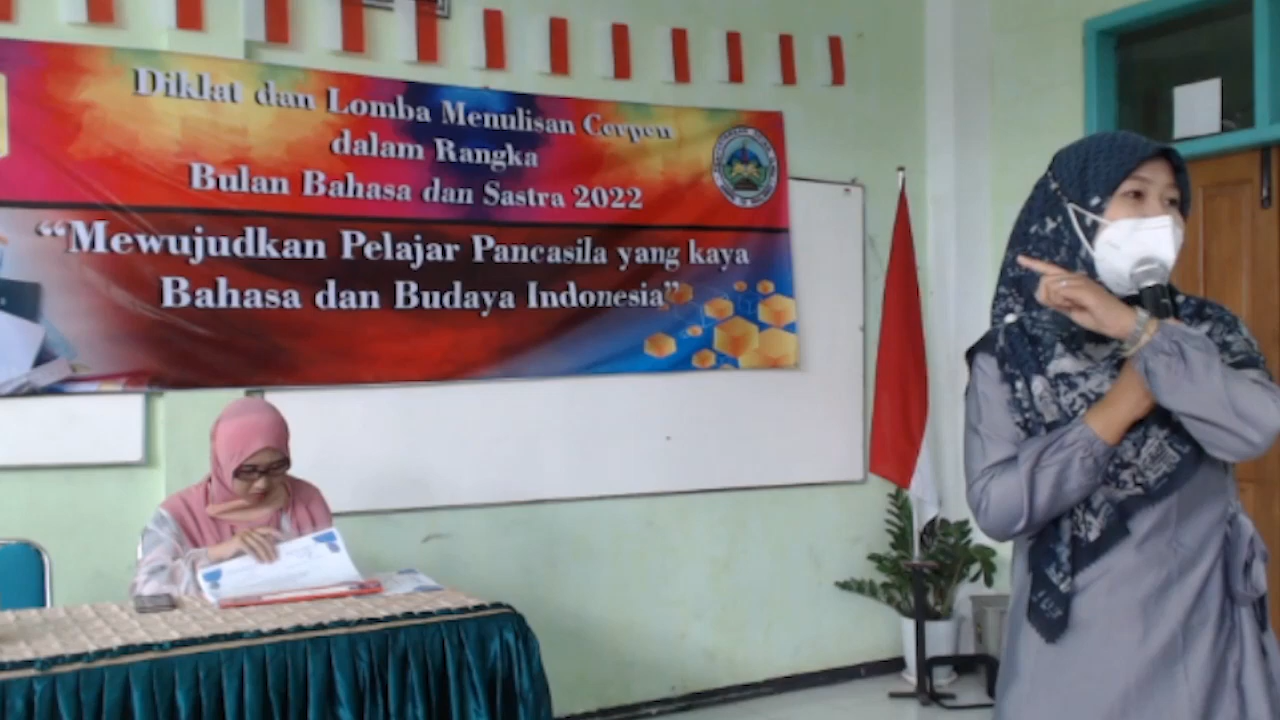 Diklat dan Lomba Menulisan Cerpen
dalam Rangka
Bulan Bahasa dan Sastra 2022
“Mewujudkan Pelajar Pancasila yang kaya
Bahasa dan Budaya Indonesia”